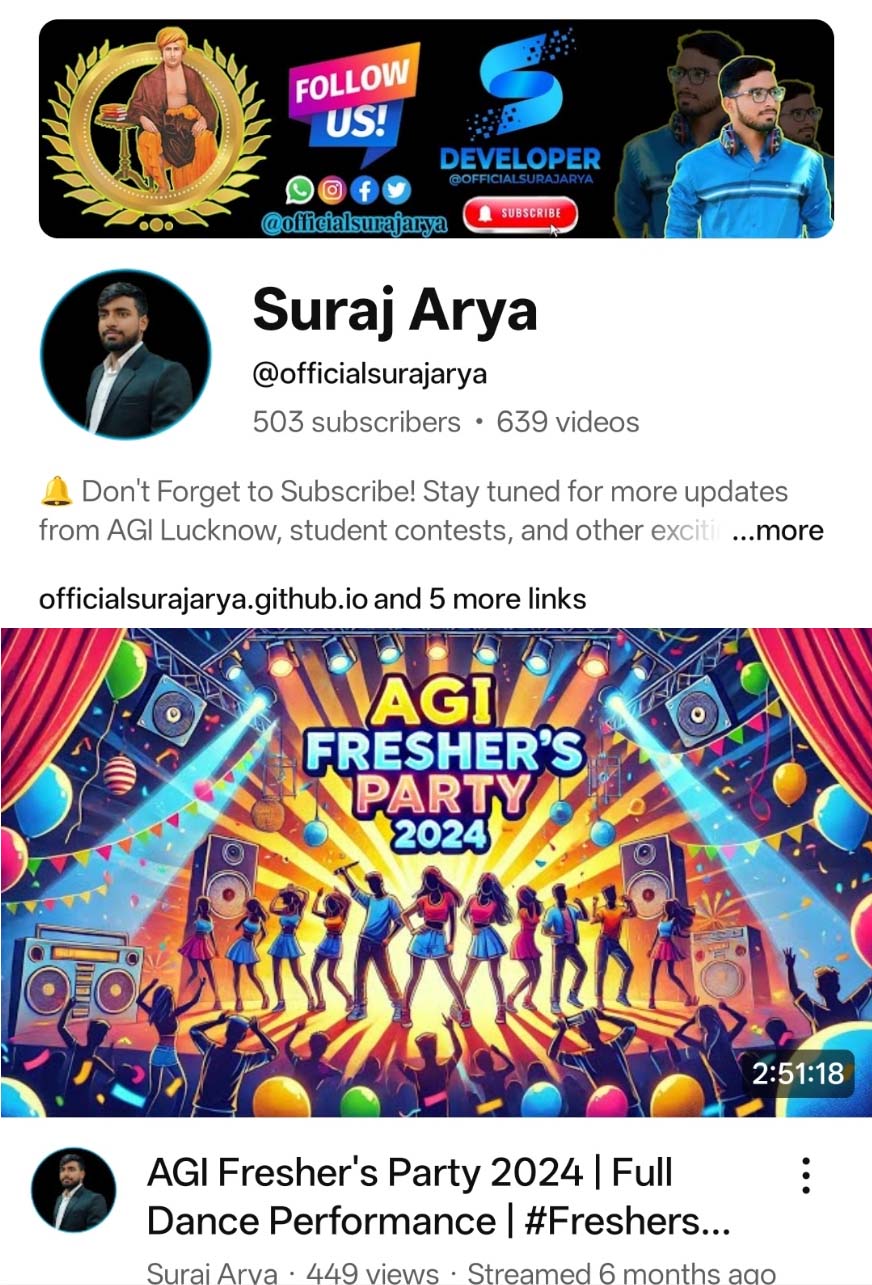 FOLLOW
US!
DEVELOPER
@OFFICIALSURAJARYA
SUBSCRIBE
@officialsurajarya
Suraj Arya
@officialsurajarya
503 subscribers • 639 videos
🔔 Don't Forget to Subscribe! Stay tuned for more updates
from AGI Lucknow, student contests, and other exciti ...more
officialsurajarya.github.io and 5 more links
AGI
FRESHER'S
PARTY
2024
2:51:18
AGI Fresher's Party 2024 | Full
Dance Performance | #Freshers...
Suraj Arya · 449 views · Streamed 6 months ago